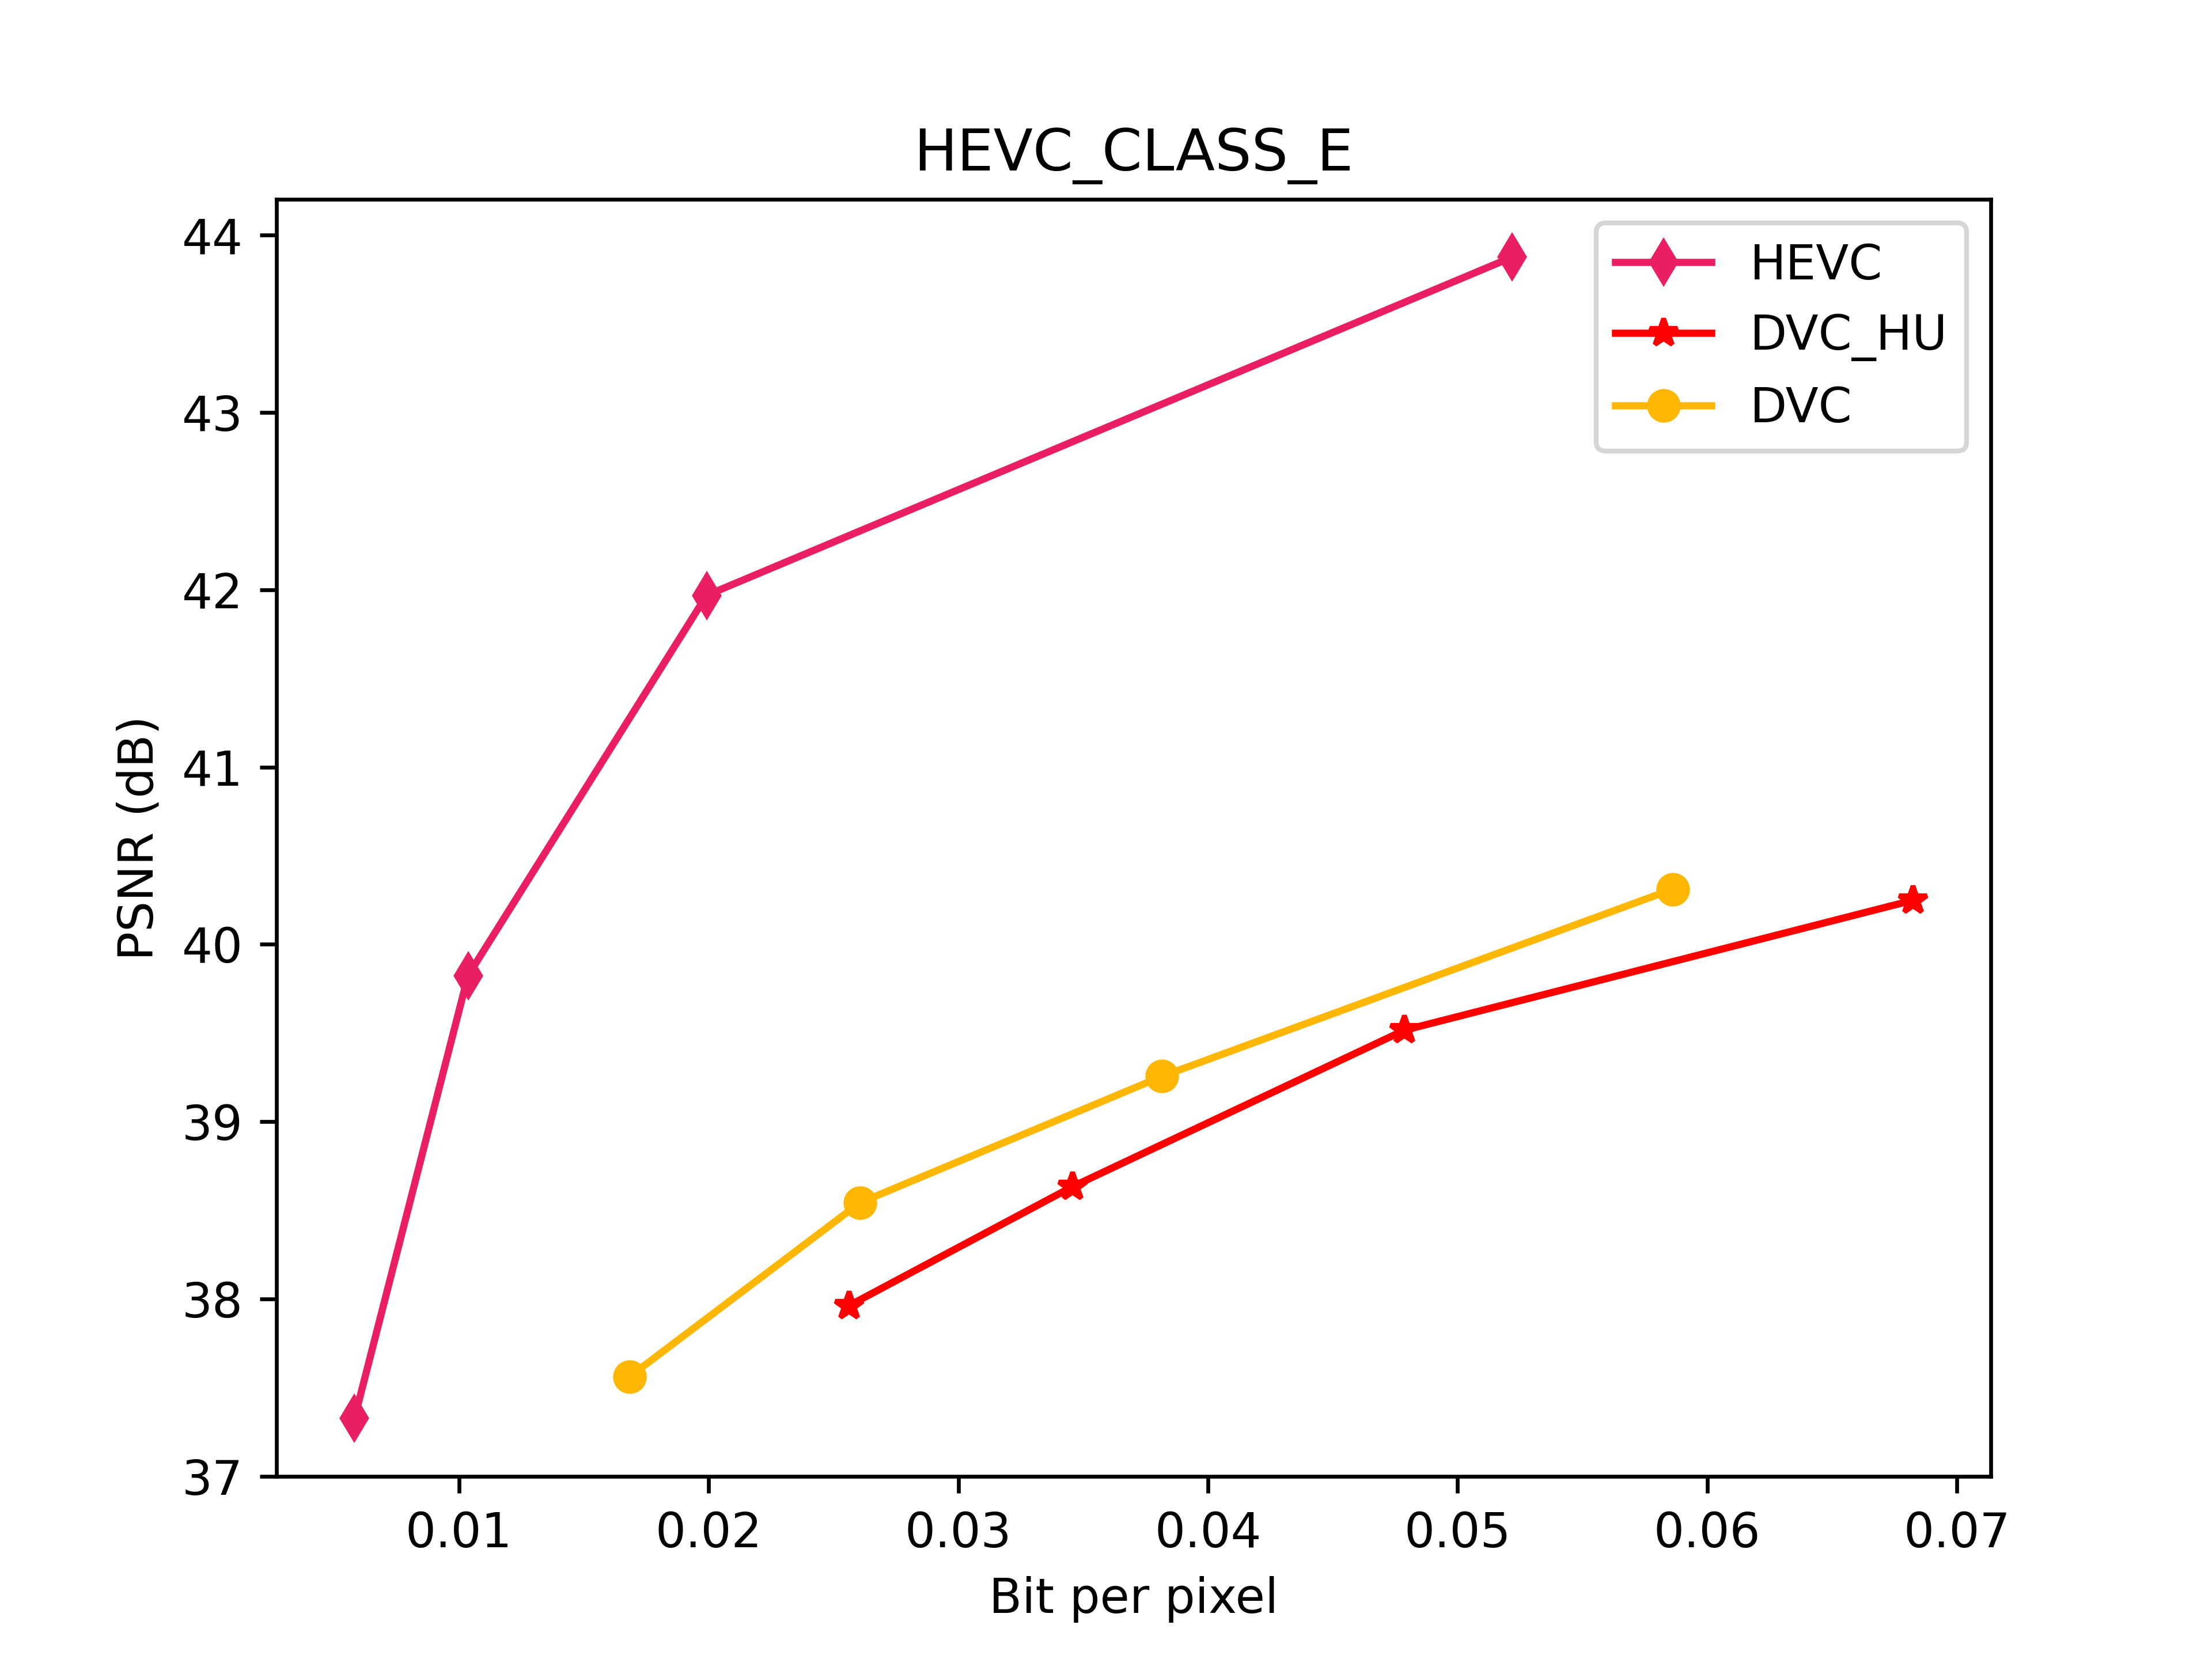 HEVC_CLASS_E
HEVC
DVC_HU
DVC
PSNR (dB)
44
43
42
41
40
39
38
37
0.01 0.02 0.03 0.04 0.05 0.06 0.07
Bit per pixel